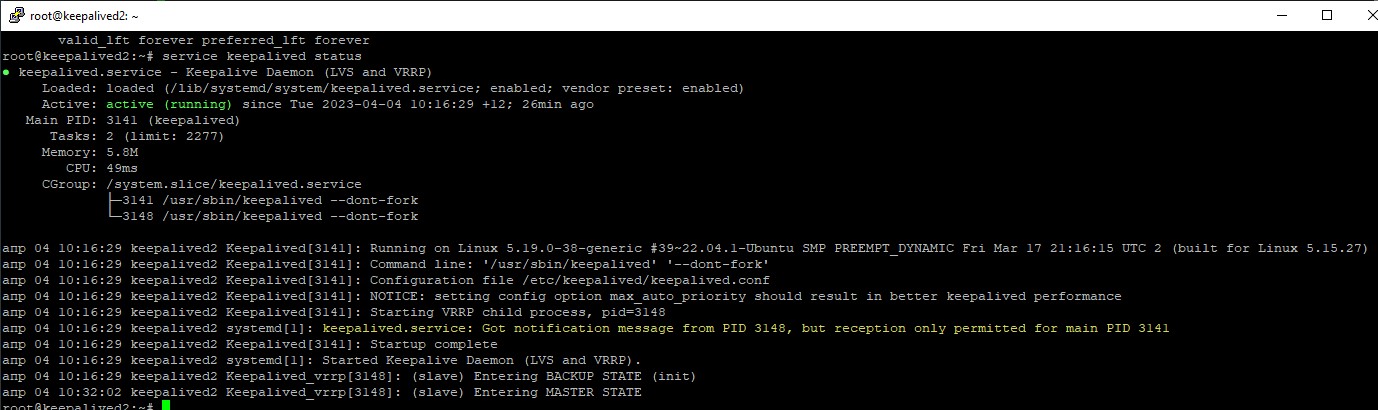 root@keepalived2: ~
valid_lft forever preferred_lft forever
root@keepalived2:~# service keepalived status
● keepalived.service - Keepalive Daemon (LVS and VRRP)
Loaded: loaded (/lib/systemd/system/keepalived.service; enabled; vendor preset: enabled)
Active: active (running) since Tue 2023-04-04 10:16:29 +12; 26min ago
Main PID: 3141 (keepalived)
Tasks: 2 (limit: 2277)
Memory: 5.8M
CPU: 49ms
CGroup: /system.slice/keepalived.service
├─3141 /usr/sbin/keepalived --dont-fork
└─3148 /usr/sbin/keepalived --dont-fork
апр 04 10:16:29 keepalived2 Keepalived[3141]: Running on Linux 5.19.0-38-generic #39~22.04.1-Ubuntu SMP PREEMPT_DYNAMIC Fri Mar 17 21:16:15 UTC 2 (built for Linux 5.15.27)
апр 04 10:16:29 keepalived2 Keepalived[3141]: Command line: '/usr/sbin/keepalived' '--dont-fork'
апр 04 10:16:29 keepalived2 Keepalived[3141]: Configuration file /etc/keepalived/keepalived.conf
апр 04 10:16:29 keepalived2 Keepalived[3141]: NOTICE: setting config option max_auto_priority should result in better keepalived performance
апр 04 10:16:29 keepalived2 Keepalived[3141]: Starting VRRP child process, pid=3148
апр 04 10:16:29 keepalived2 systemd[1]: keepalived.service: Got notification message from PID 3148, but reception only permitted for main PID 3141
апр 04 10:16:29 keepalived2 Keepalived[3141]: Startup complete
апр 04 10:16:29 keepalived2 systemd[1]: Started Keepalive Daemon (LVS and VRRP).
апр 04 10:16:29 keepalived2 Keepalived_vrrp[3148]: (slave) Entering BACKUP STATE (init)
апр 04 10:32:02 keepalived2 Keepalived_vrrp[3148]: (slave) Entering MASTER STATE
root@keepalived2:~#